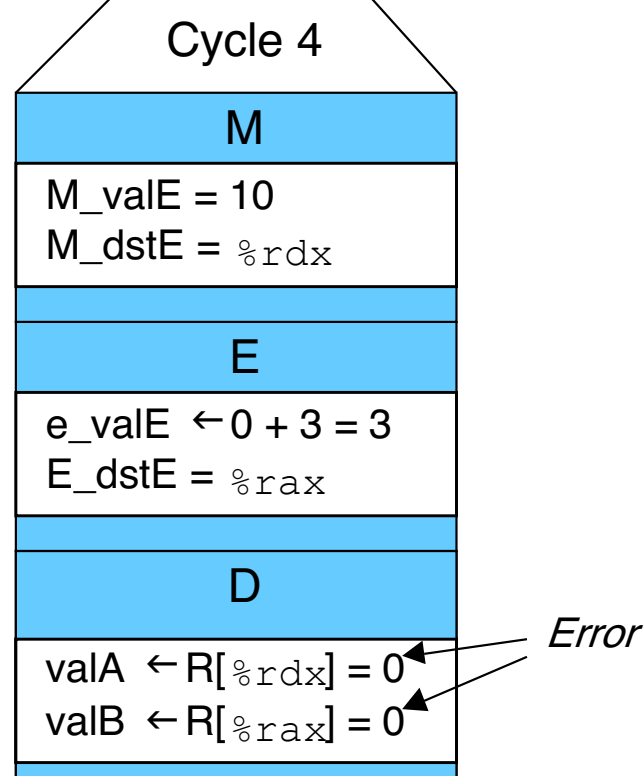 Cycle 4
M
M_valE = 10
M_dstE = %rdx
E
e_valE ← 0 + 3 = 3
E_dstE = %rax
D
valA ← R[%rdx] = 0
valB ← R[%rax] = 0
Error